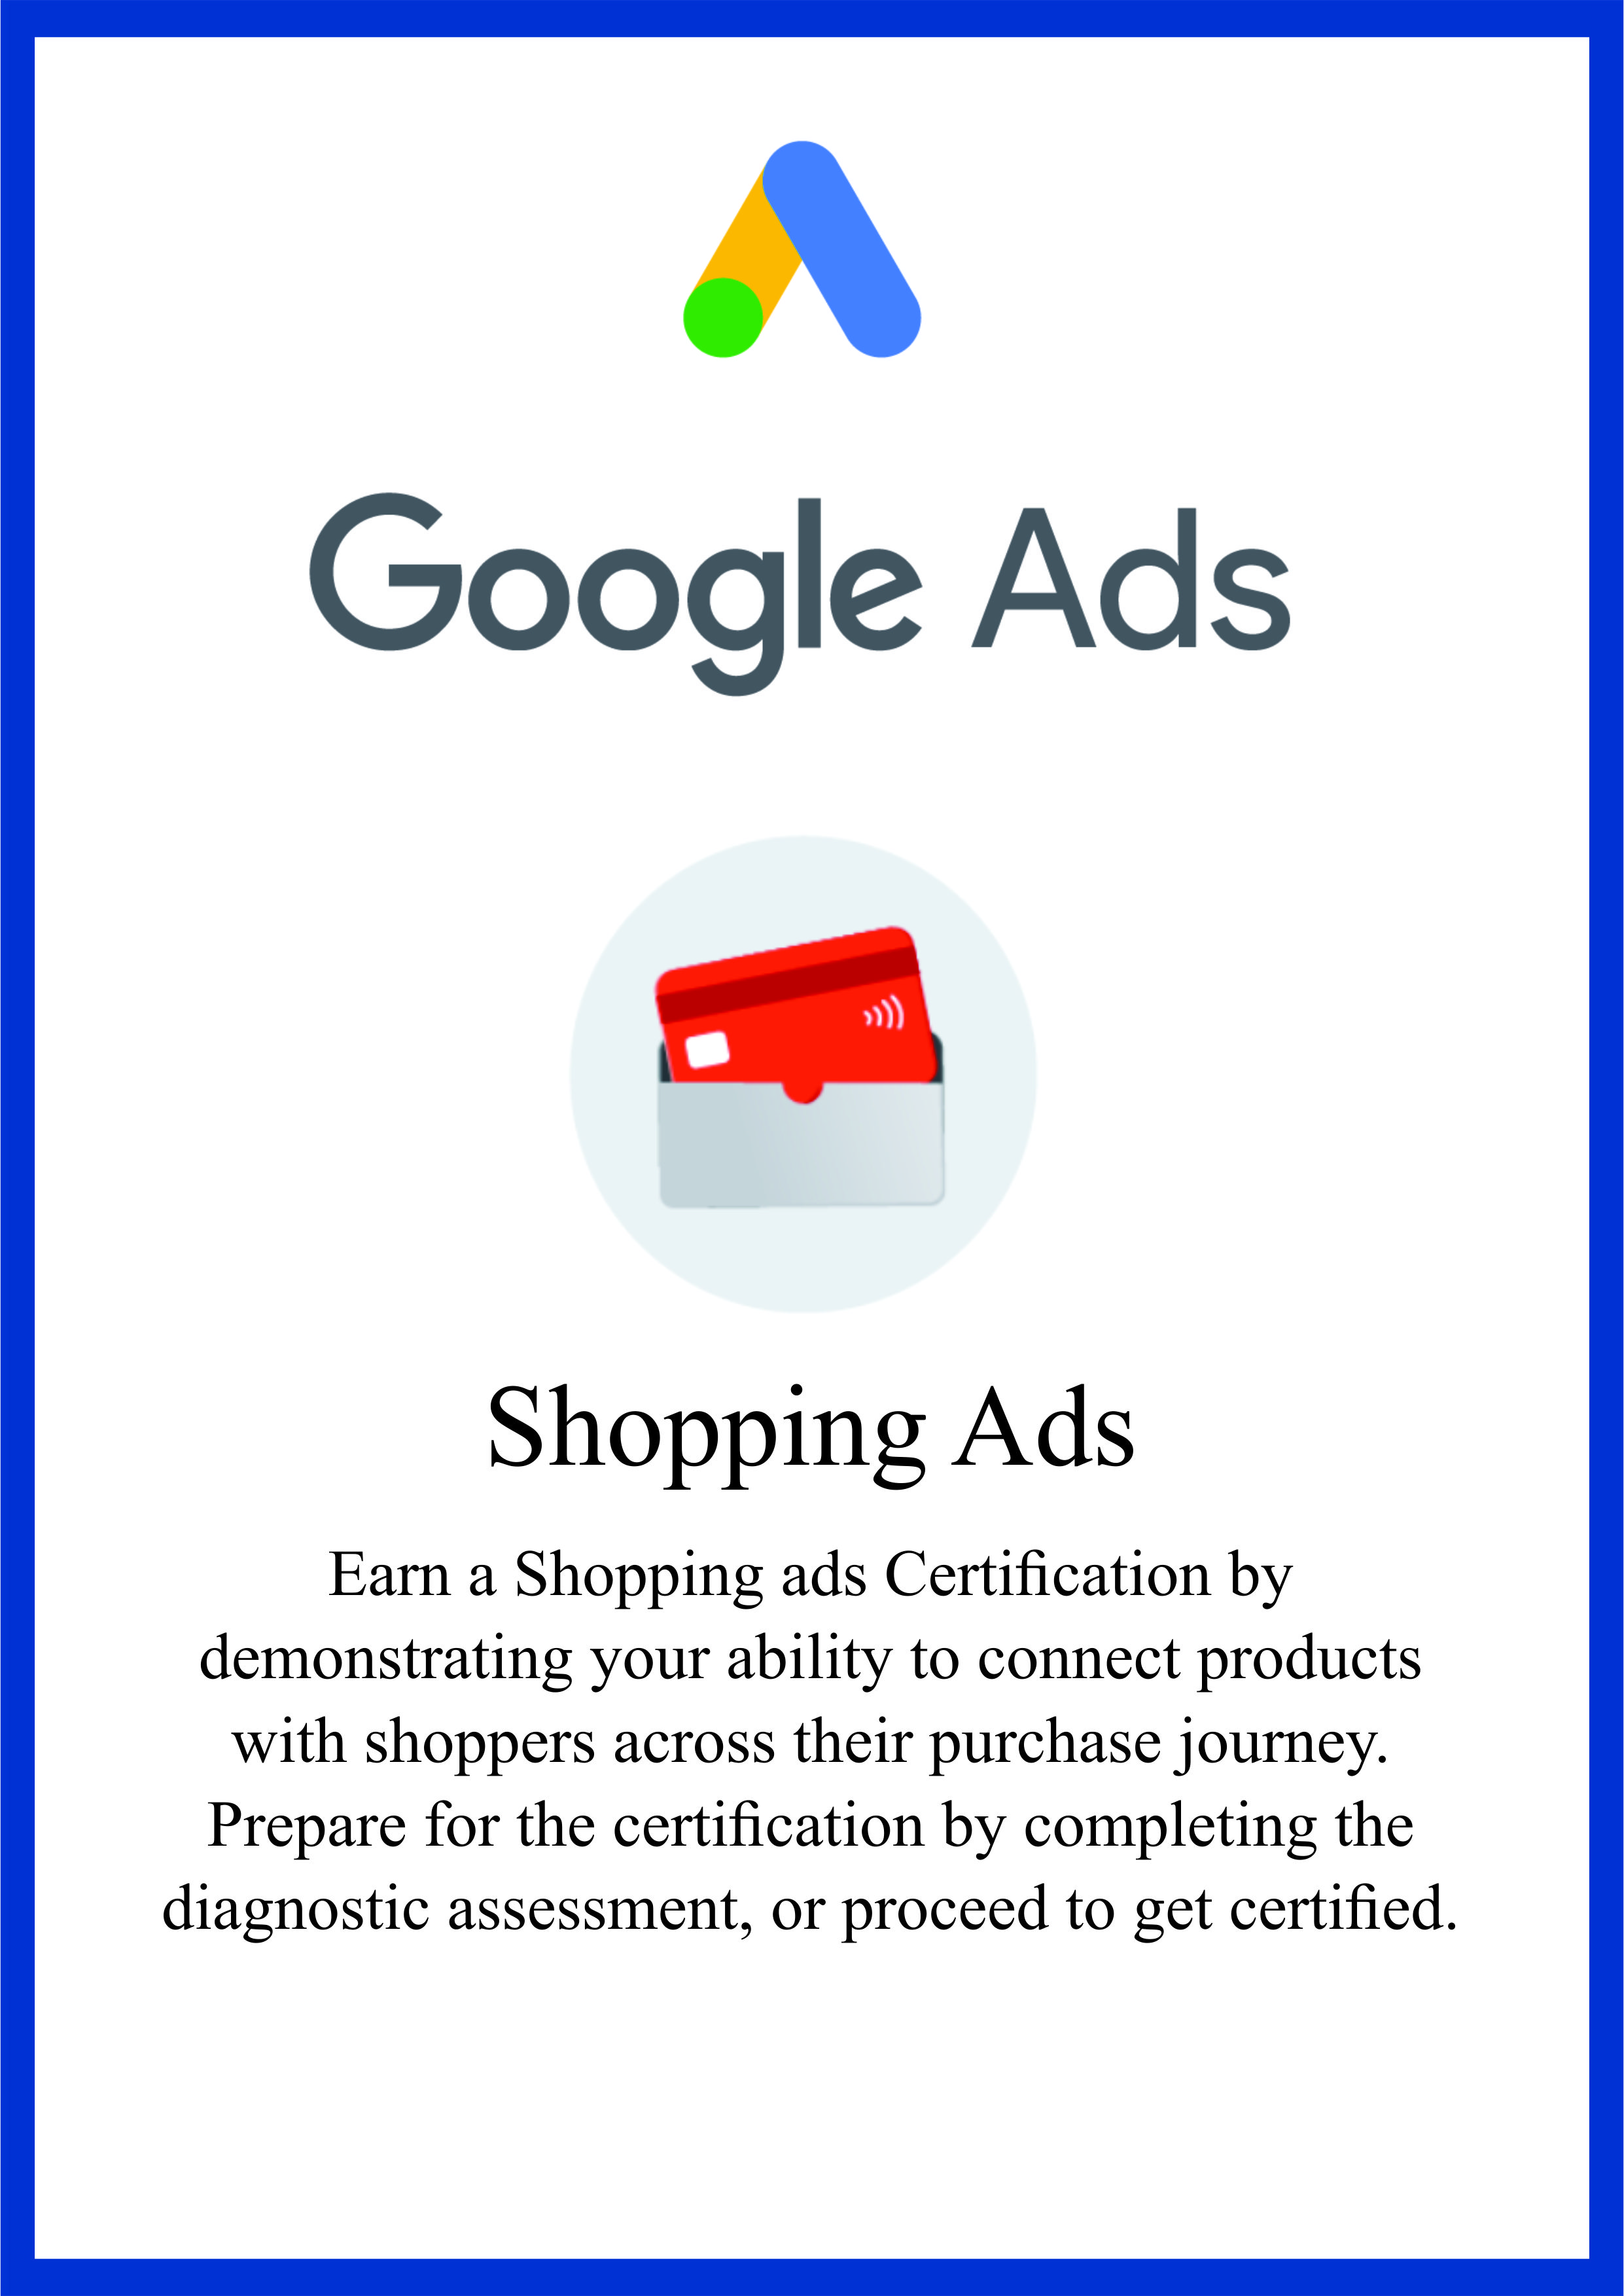 Google Ads
Shopping Ads
Earn a Shopping ads Certification by
demonstrating your ability to connect products
with shoppers across their purchase journey.
Prepare for the certification by completing the
diagnostic assessment, or proceed to get certified.